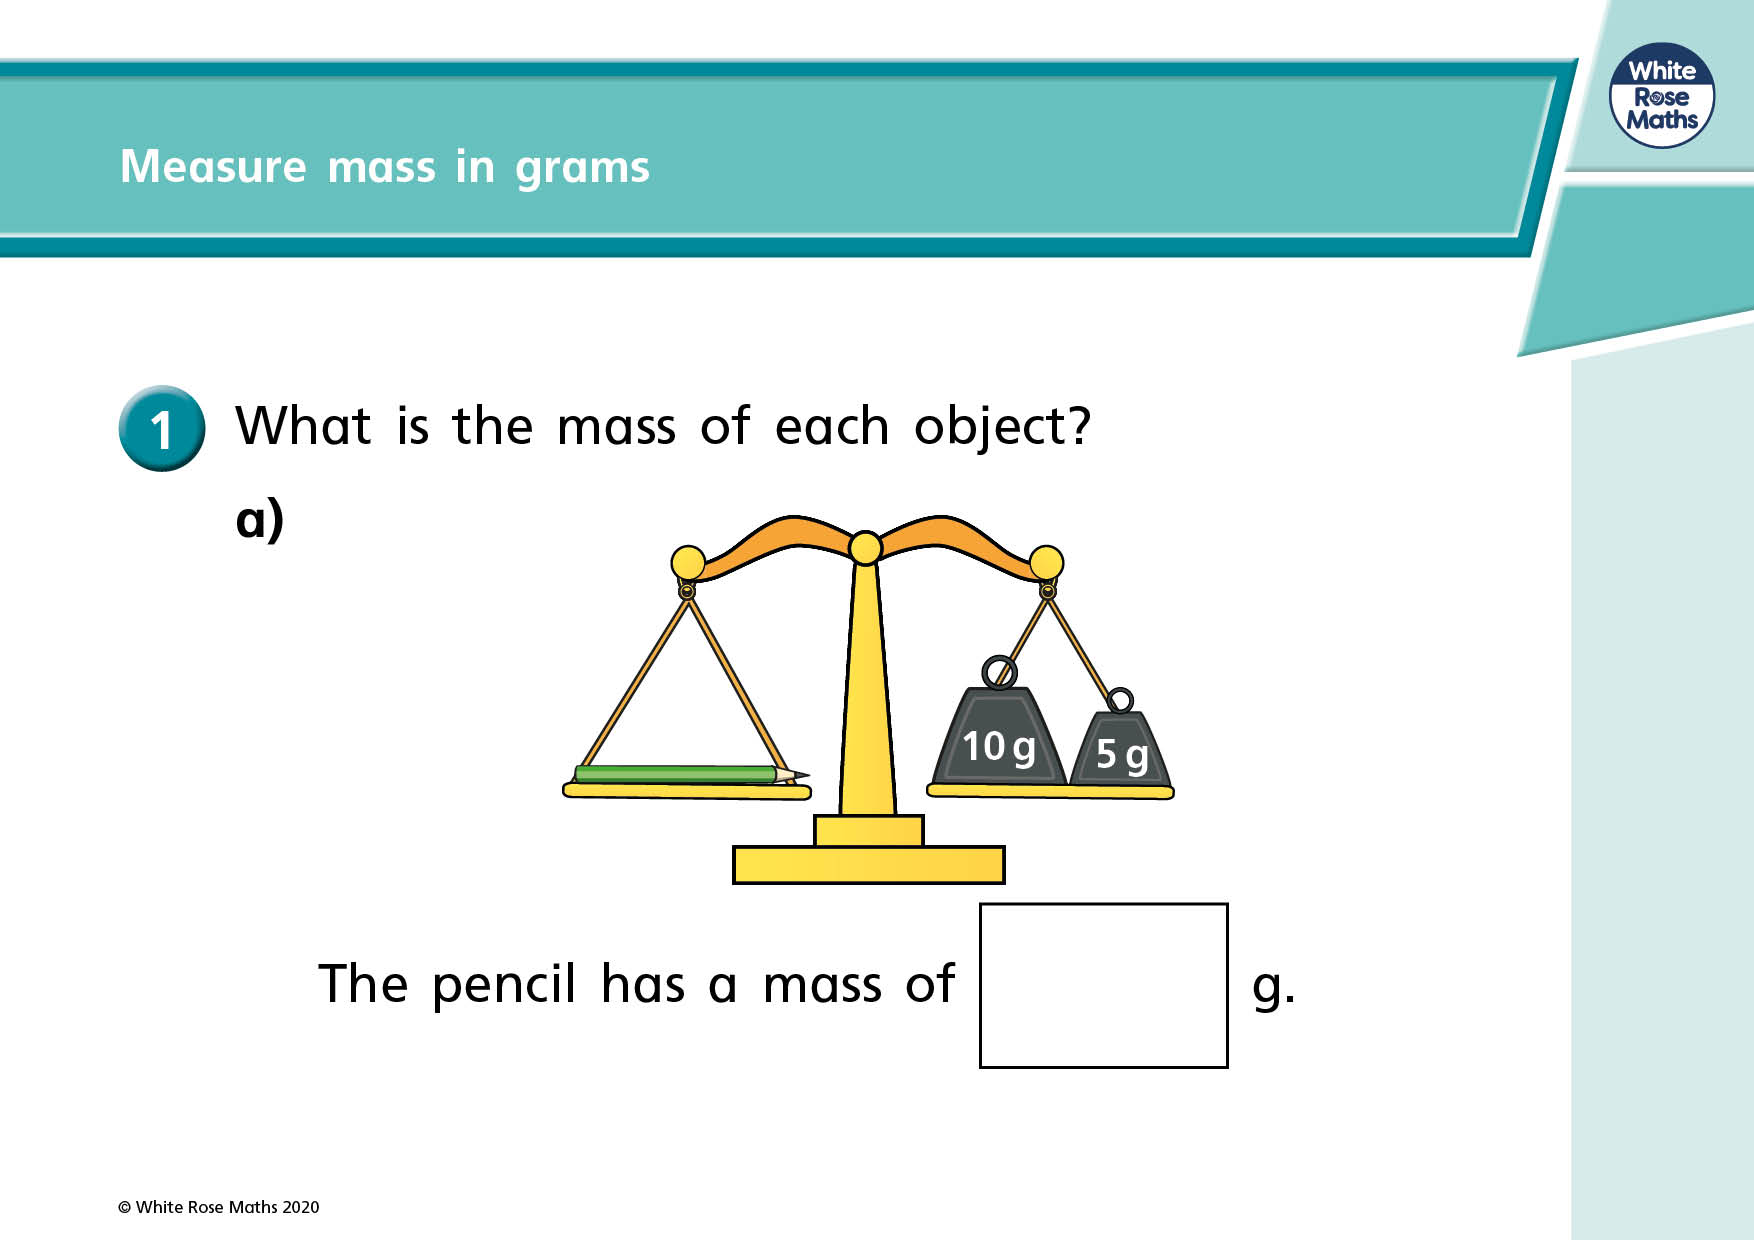 White
Rose
Maths
Measure mass in grams
1 What is the mass of each object?
a)
10 g
5 g
The pencil has a mass of g.
© White Rose Maths 2020